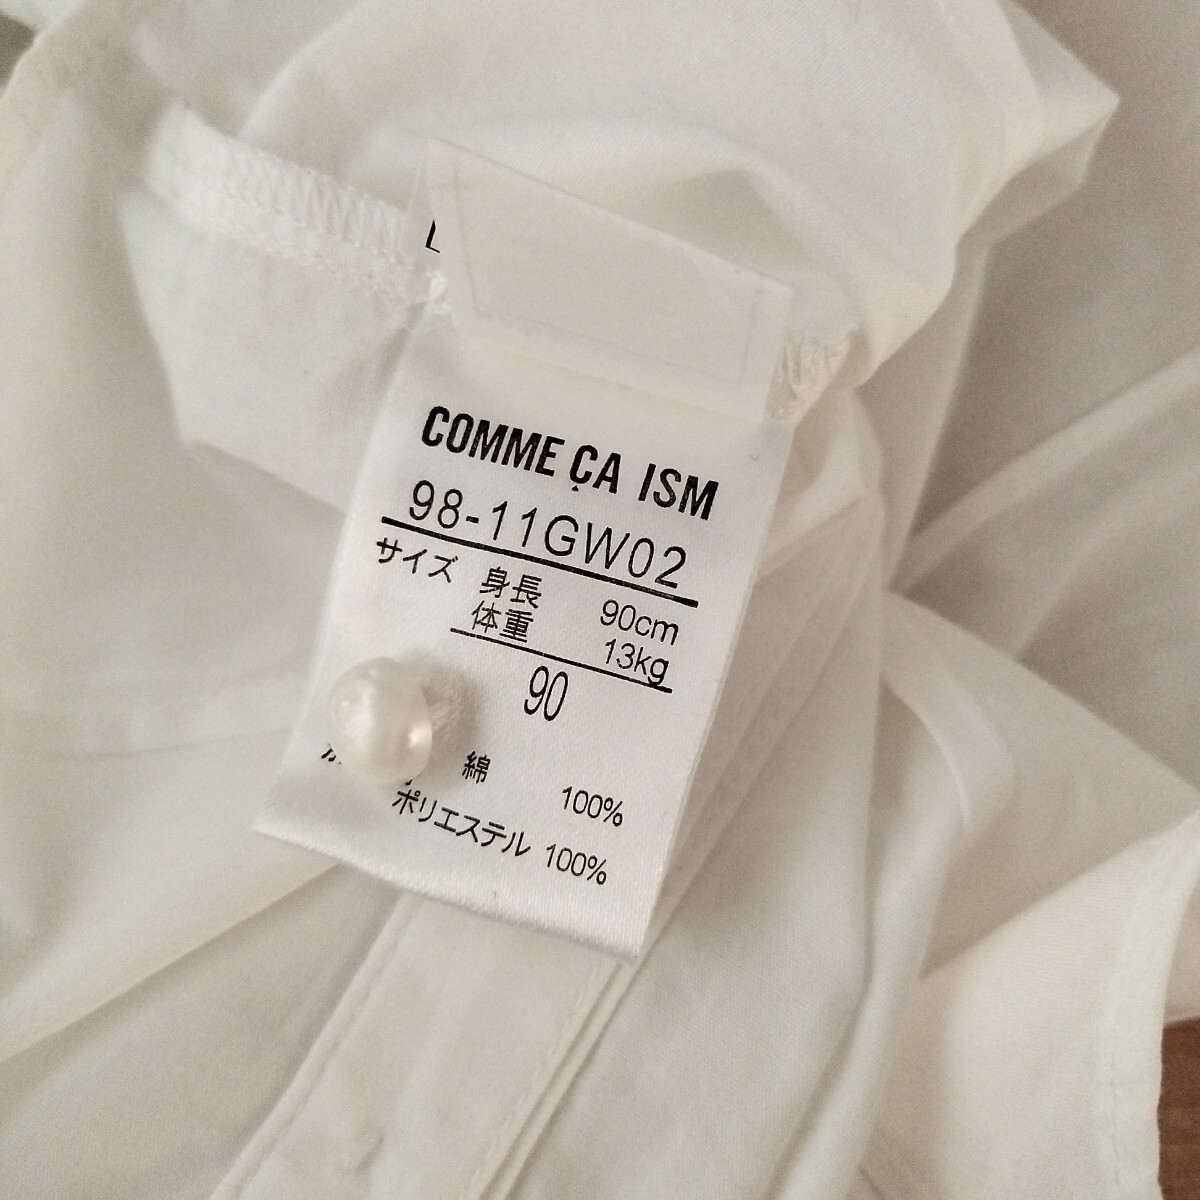 COMME ÇA ISM
98-11GW02
サイズ 身長 90cm
体重 13kg
90
綿 100%
ポリエステル 100%